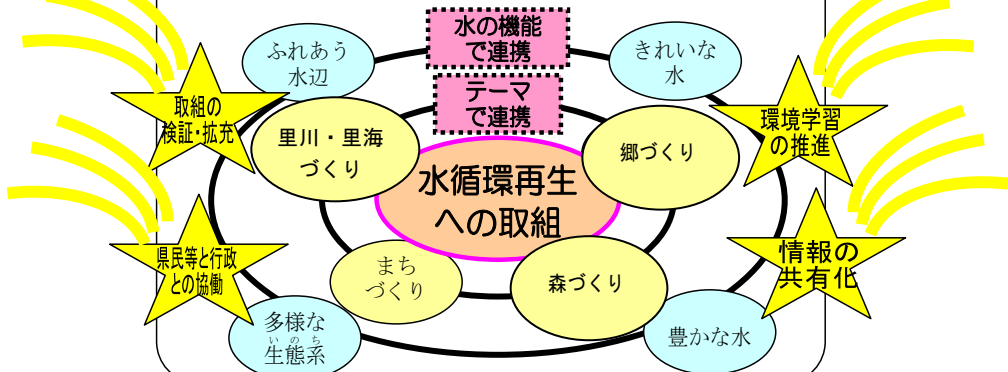 水の機能
で連携
ふれあう
水辺
きれいな
水
テーマ
で連携
取組の
検証・拡充
環境学習
の推進
里川・里海
づくり
郷づくり
水循環再生
への取組
県民等と行政
との協働
情報の
共有化
まち
づくり
森づくり
多様な
いのち
生態系
豊かな水